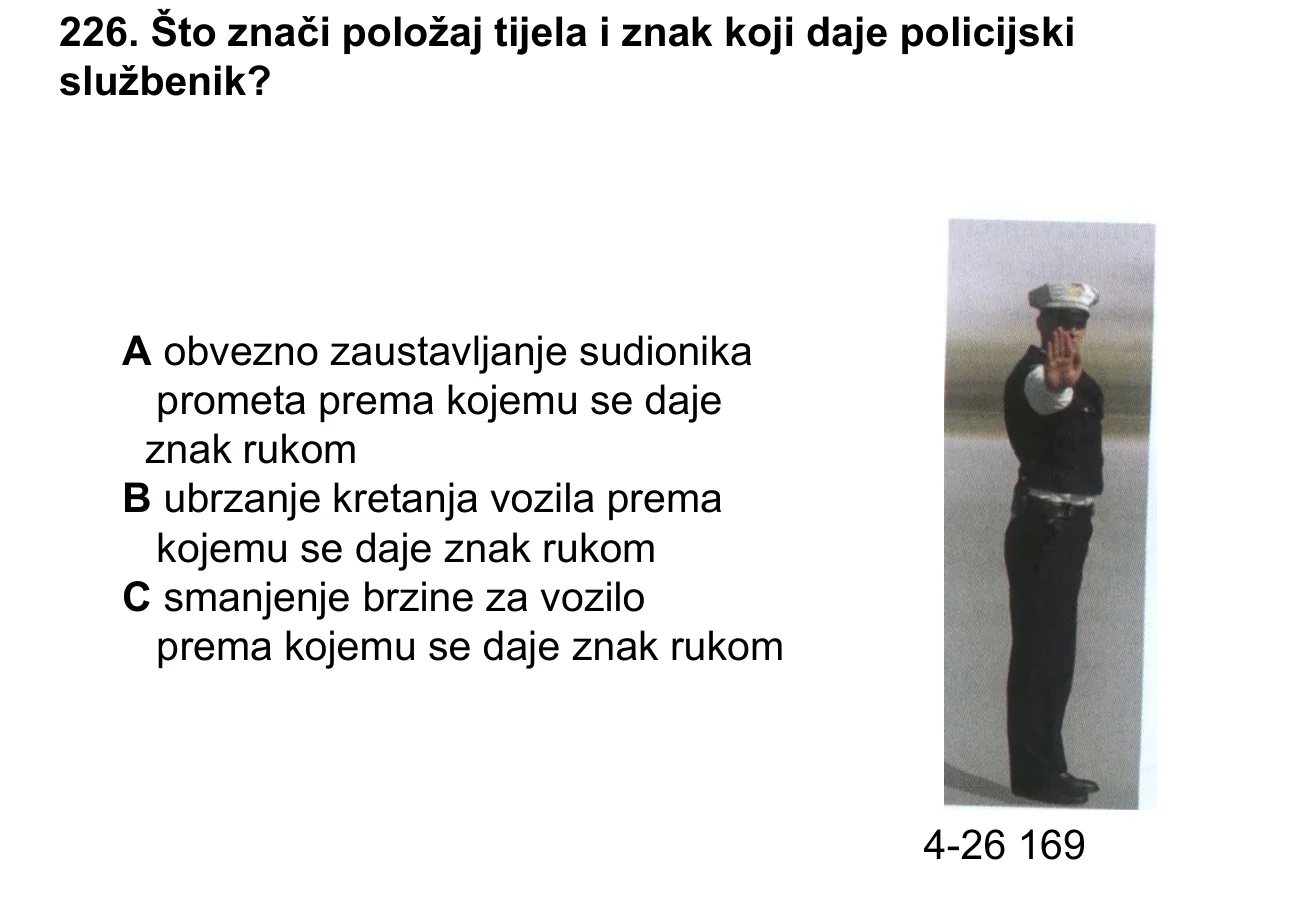 226. Što znači položaj tijela i znak koji daje policijski
službenik?
A obvezno zaustavljanje sudionika
prometa prema kojemu se daje
znak rukom
B ubrzanje kretanja vozila prema
kojemu se daje znak rukom
C smanjenje brzine za vozilo
prema kojemu se daje znak rukom
4-26 169